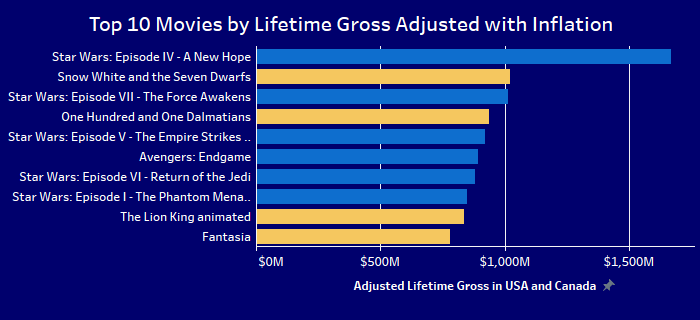 Top 10 Movies by Lifetime Gross Adjusted with Inflation
Star Wars: Episode IV - A New Hope
Snow White and the Seven Dwarfs
Star Wars: Episode VII - The Force Awakens
One Hundred and One Dalmatians
Star Wars: Episode V - The Empire Strikes ..
Avengers: Endgame
Star Wars: Episode VI - Return of the Jedi
Star Wars: Episode I - The Phantom Mena..
The Lion King animated
Fantasia
$0M $500M $1,000M $1,500M
Adjusted Lifetime Gross in USA and Canada